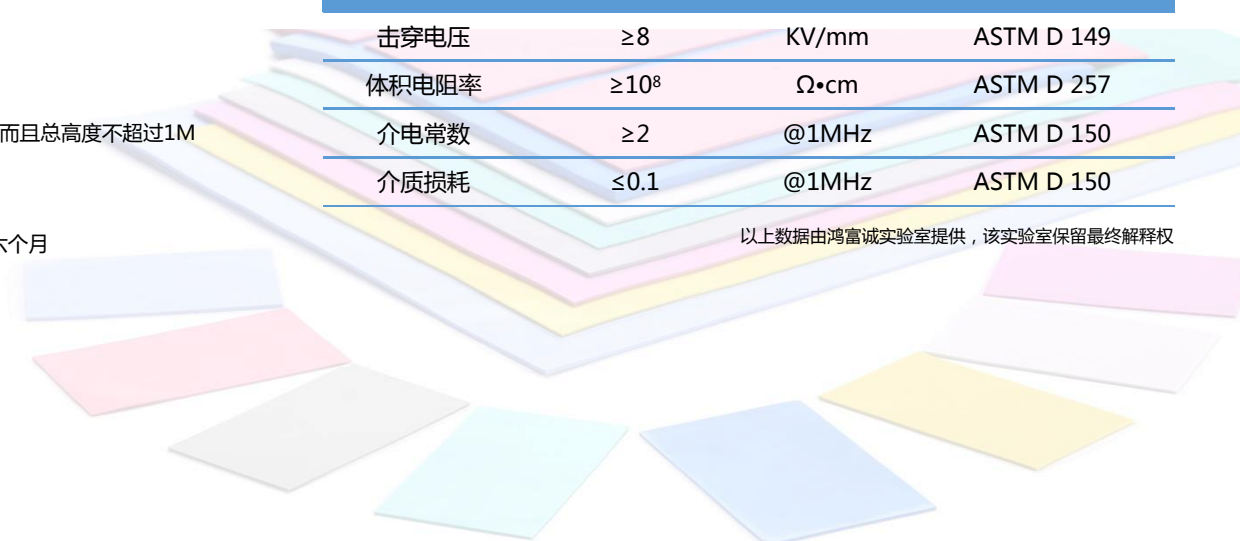 击穿电压 ≥8 KV/mm ASTM D 149
体积电阻率 ≥10⁸ Ω•cm ASTM D 257
而且总高度不超过1M
介电常数 ≥2 @1MHz ASTM D 150
介质损耗 ≤0.1 @1MHz ASTM D 150
以上数据由鸿富诚实验室提供，该实验室保留最终解释权
六个月